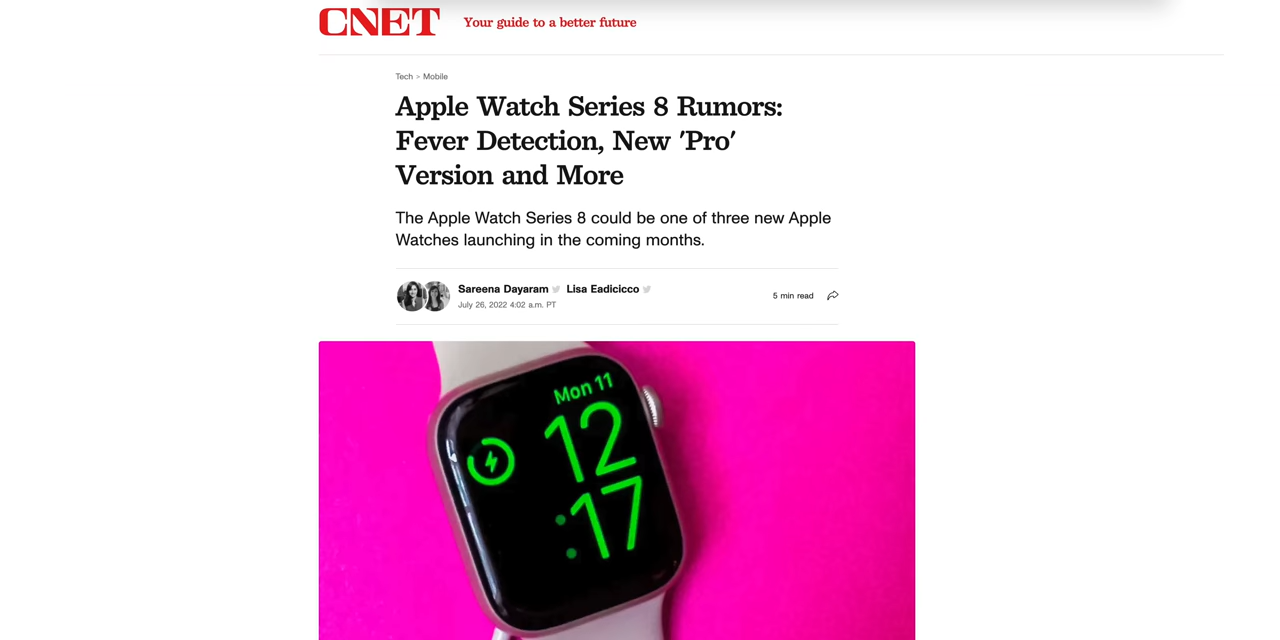 CNET
Your guide to a better future
Tech > Mobile
Apple Watch Series 8 Rumors:
Fever Detection, New 'Pro'
Version and More
The Apple Watch Series 8 could be one of three new Apple
Watches launching in the coming months.
Sareena Dayaram Lisa Eadicicco
July 26, 2022 4:02 a.m. PT
5 min read
Mon 11
12
:17